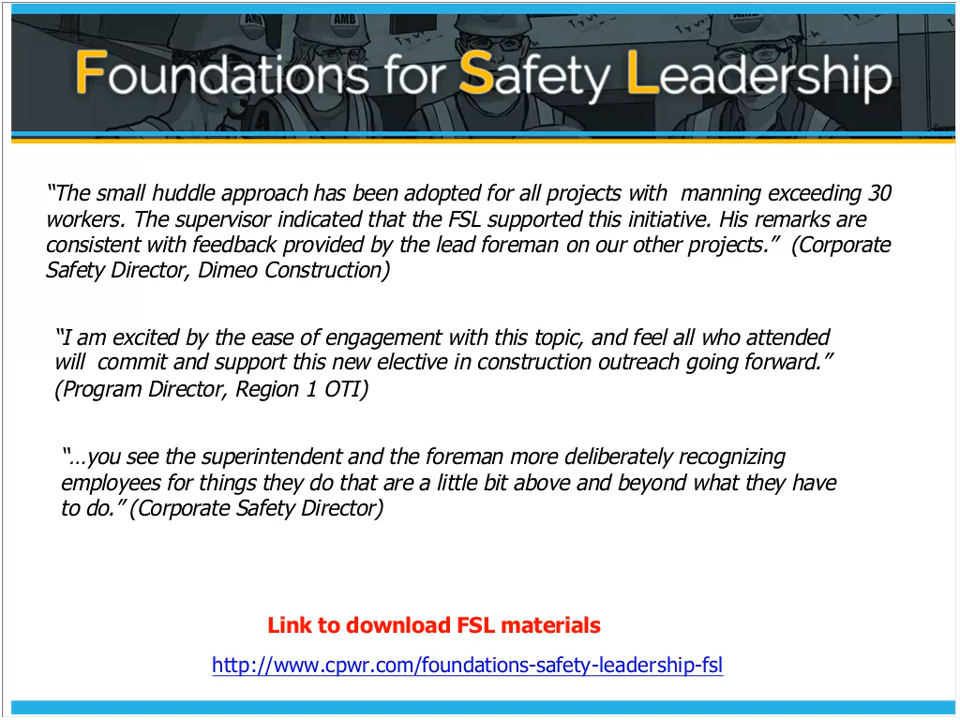 AMB AMB AMB
Foundations for Safety Leadership
“The small huddle approach has been adopted for all projects with  manning exceeding 30
workers. The supervisor indicated that the FSL supported this initiative. His remarks are
consistent with feedback provided by the lead foreman on our other projects.”  (Corporate
Safety Director, Dimeo Construction)
“I am excited by the ease of engagement with this topic, and feel all who attended
will  commit and support this new elective in construction outreach going forward.”
(Program Director, Region 1 OTI)
“…you see the superintendent and the foreman more deliberately recognizing
employees for things they do that are a little bit above and beyond what they have
to do.” (Corporate Safety Director)
Link to download FSL materials
http://www.cpwr.com/foundations-safety-leadership-fsl